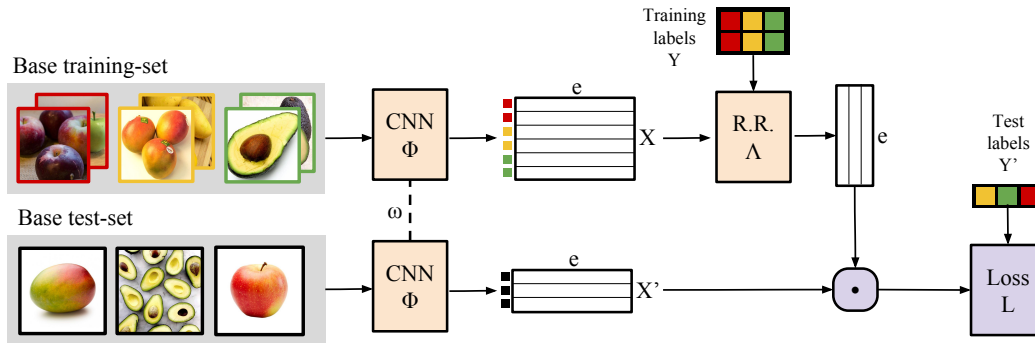 Training
labels
Y
Base training-set
e
CNN
Φ
X
R.R.
Λ
e
Test
labels
Y'
ω
Base test-set
e
CNN
Φ
X'
Loss
L